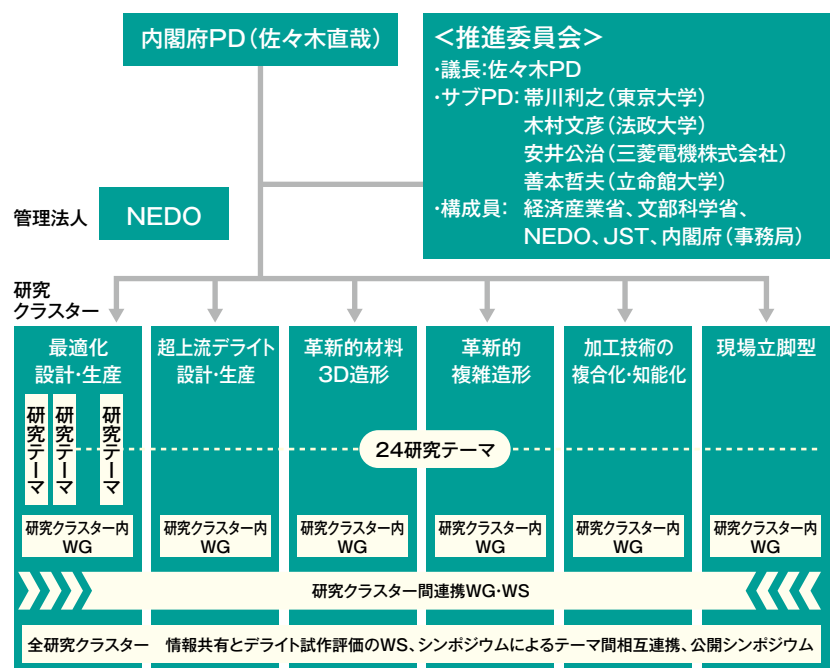 内閣府PD(佐々木直哉)
<推進委員会>
・議長:佐々木PD
・サブPD:帯川利之(東京大学)
木村文彦(法政大学)
安井公治(三菱電機株式会社)
善本哲夫(立命館大学)
・構成員: 経済産業省、文部科学省、
NEDO、JST、内閣府(事務局)
管理法人 NEDO
研究
クラスター
最適化
設計・生産
超上流デライト
設計・生産
革新的材料
3D造形
革新的
複雑造形
加工技術の
複合化・知能化
現場立脚型
研究テーマ
研究テーマ
研究テーマ
24研究テーマ
研究クラスター内
WG
研究クラスター内
WG
研究クラスター内
WG
研究クラスター内
WG
研究クラスター内
WG
研究クラスター内
WG
研究クラスター間連携WG・WS
全研究クラスター 情報共有とデライト試作評価のWS、シンポジウムによるテーマ間相互連携、公開シンポジウム